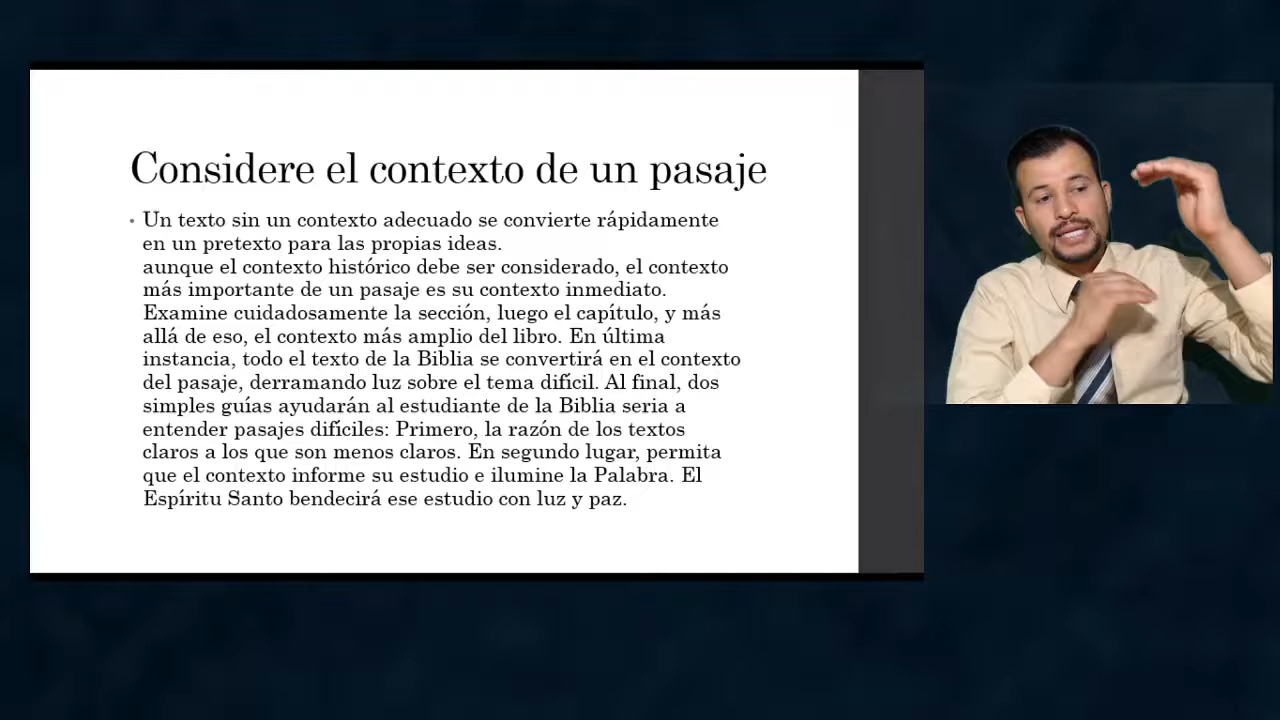 Considere el contexto de un pasaje
• Un texto sin un contexto adecuado se convierte rápidamente
en un pretexto para las propias ideas.
aunque el contexto histórico debe ser considerado, el contexto
más importante de un pasaje es su contexto inmediato.
Examine cuidadosamente la sección, luego el capítulo, y más
allá de eso, el contexto más amplio del libro. En última
instancia, todo el texto de la Biblia se convertirá en el contexto
del pasaje, derramando luz sobre el tema difícil. Al final, dos
simples guías ayudarán al estudiante de la Biblia seria a
entender pasajes difíciles: Primero, la razón de los textos
claros a los que son menos claros. En segundo lugar, permita
que el contexto informe su estudio e ilumine la Palabra. El
Espíritu Santo bendecirá ese estudio con luz y paz.